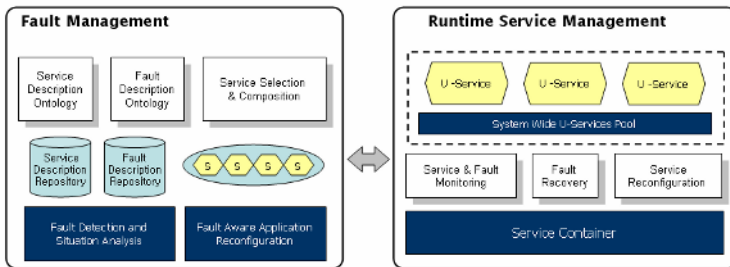 Fault Management
Service
Description
Ontology
Fault
Description
Ontology
Service Selection
& Composition
Service
Description
Repository
Fault
Description
Repository
S S S S
Fault Detection and
Situation Analysis
Fault Aware Application
Reconfiguration
Runtime Service Management
U -Service U -Service U -Service
System Wide U-Services Pool
Service & Fault
Monitoring
Fault
Recovery
Service
Reconfiguration
Service Container